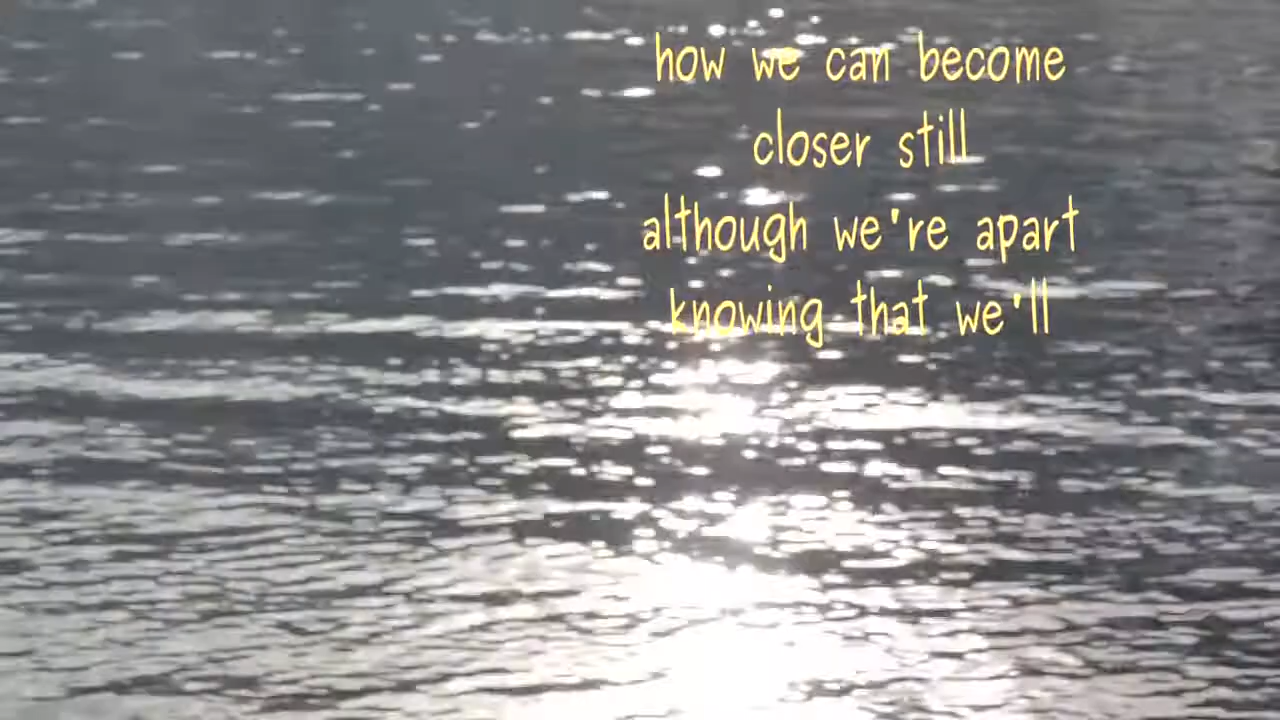 how we can become
closer still
although we're apart
knowing that we'll